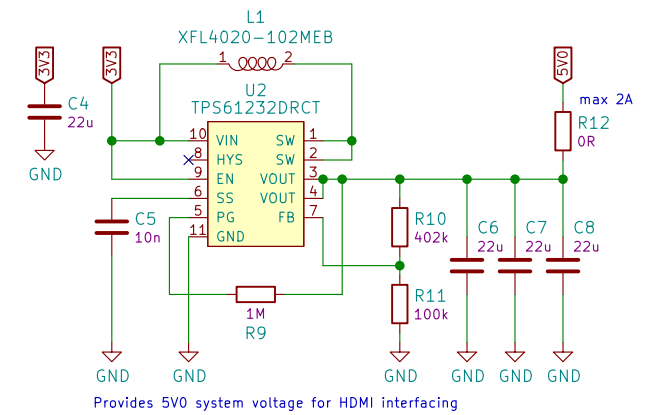 L1
XFL4020-102MEB
1
2
3V3
3V3
5V0
C4
22u
GND
U2
TPS61232DRCT
max 2A
R12
0R
10
VIN
SW
1
8
HYS
SW
2
9
EN
VOUT
3
6
SS
VOUT
4
5
PG
FB
7
11
GND
C5
10n
R10
402k
C6
22u
C7
22u
C8
22u
1M
R9
R11
100k
GND
GND
GND
GND
GND
GND
Provides 5V0 system voltage for HDMI interfacing